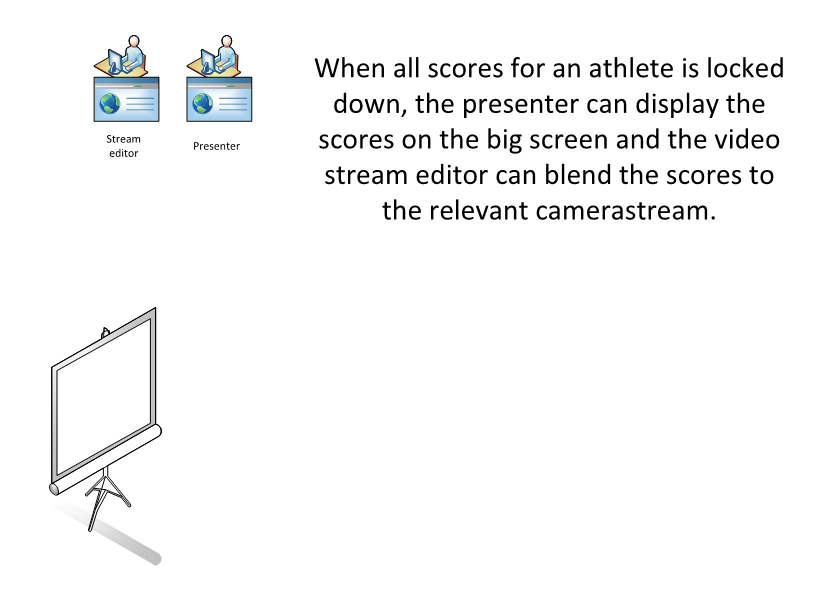 When all scores for an athlete is locked
down, the presenter can display the
scores on the big screen and the video
stream editor can blend the scores to
the relevant camerastream.
Stream
editor
Presenter